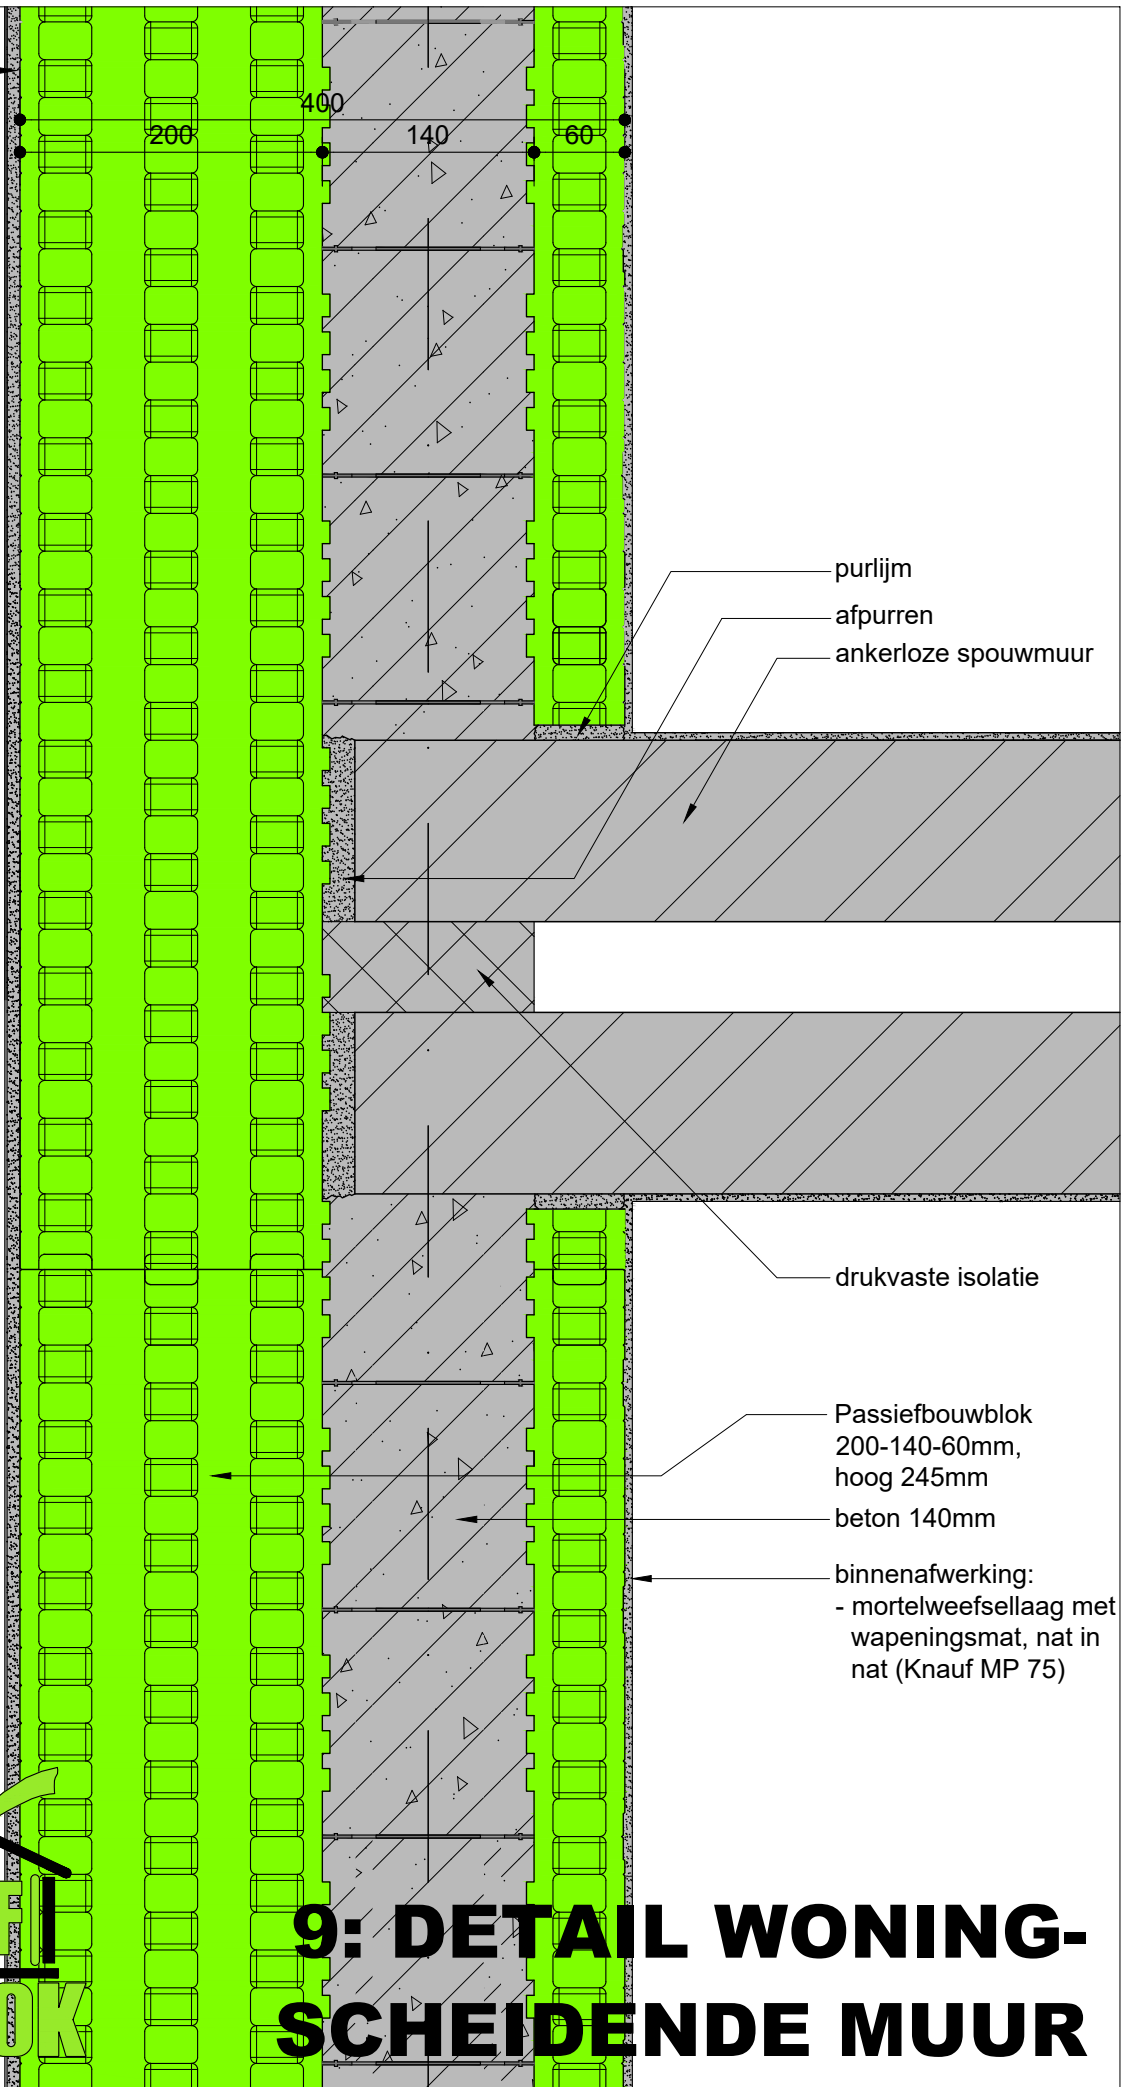 400
200 140 60
purlijm
afpurren
ankerloze spouwmuur
drukvaste isolatie
Passiefbouwblok
200-140-60mm,
hoog 245mm
beton 140mm
binnenafwerking:
- mortelweefsellaag met
wapeningsmat, nat in
nat (Knauf MP 75)
9: DETAIL WONING-
SCHEIDENDE MUUR